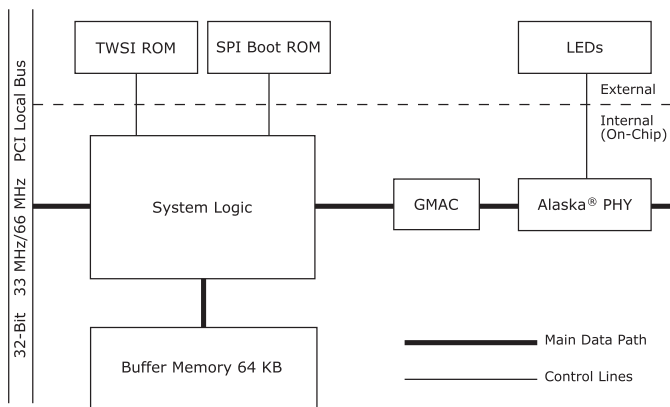 32-Bit 33 MHz/66 MHz PCI Local Bus
TWSI ROM
SPI Boot ROM
LEDs
External
Internal
(On-Chip)
System Logic
GMAC
Alaska® PHY
Buffer Memory 64 KB
Main Data Path
Control Lines